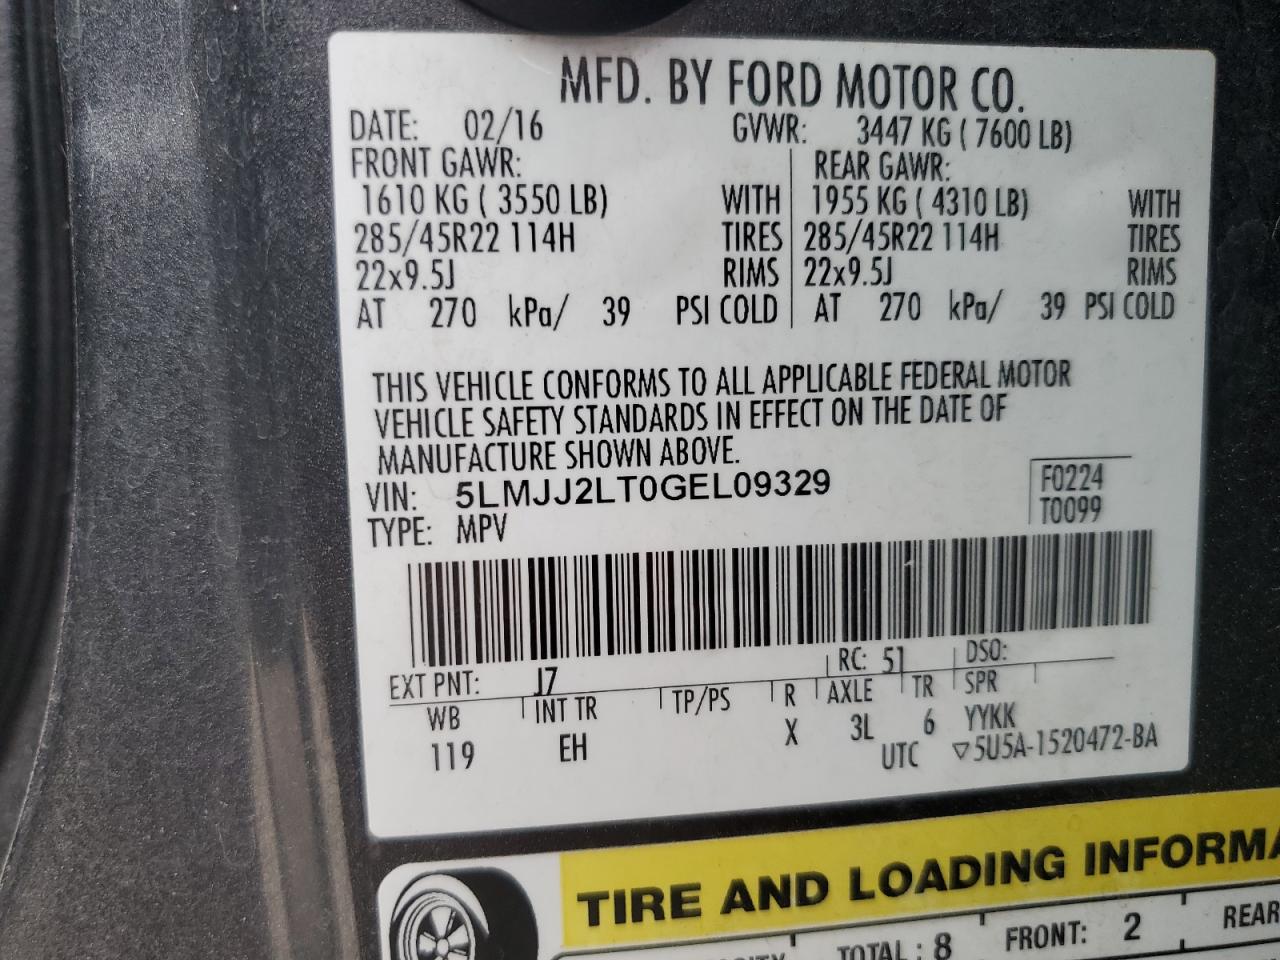 MFD. BY FORD MOTOR CO.
DATE: 02/16 GVWR: 3447 KG ( 7600 LB)
FRONT GAWR: REAR GAWR:
1610 KG ( 3550 LB) WITH 1955 KG ( 4310 LB) WITH
285/45R22 114H TIRES 285/45R22 114H TIRES
22x9.5J RIMS 22x9.5J RIMS
AT 270 kPa/ 39 PSI COLD AT 270 kPa/ 39 PSI COLD
THIS VEHICLE CONFORMS TO ALL APPLICABLE FEDERAL MOTOR
VEHICLE SAFETY STANDARDS IN EFFECT ON THE DATE OF
MANUFACTURE SHOWN ABOVE.
VIN: 5LMJJ2LT0GEL09329 F0224
TYPE: MPV T0099
EXT PNT: J7 RC: 51 DSO:
WB INT TR TP/PS R AXLE TR SPR
119 EH X 3L 6 YYKK
UTC ▽5U5A-1520472-BA
TIRE AND LOADING INFORMA
TOTAL : 8 FRONT: 2 REAR